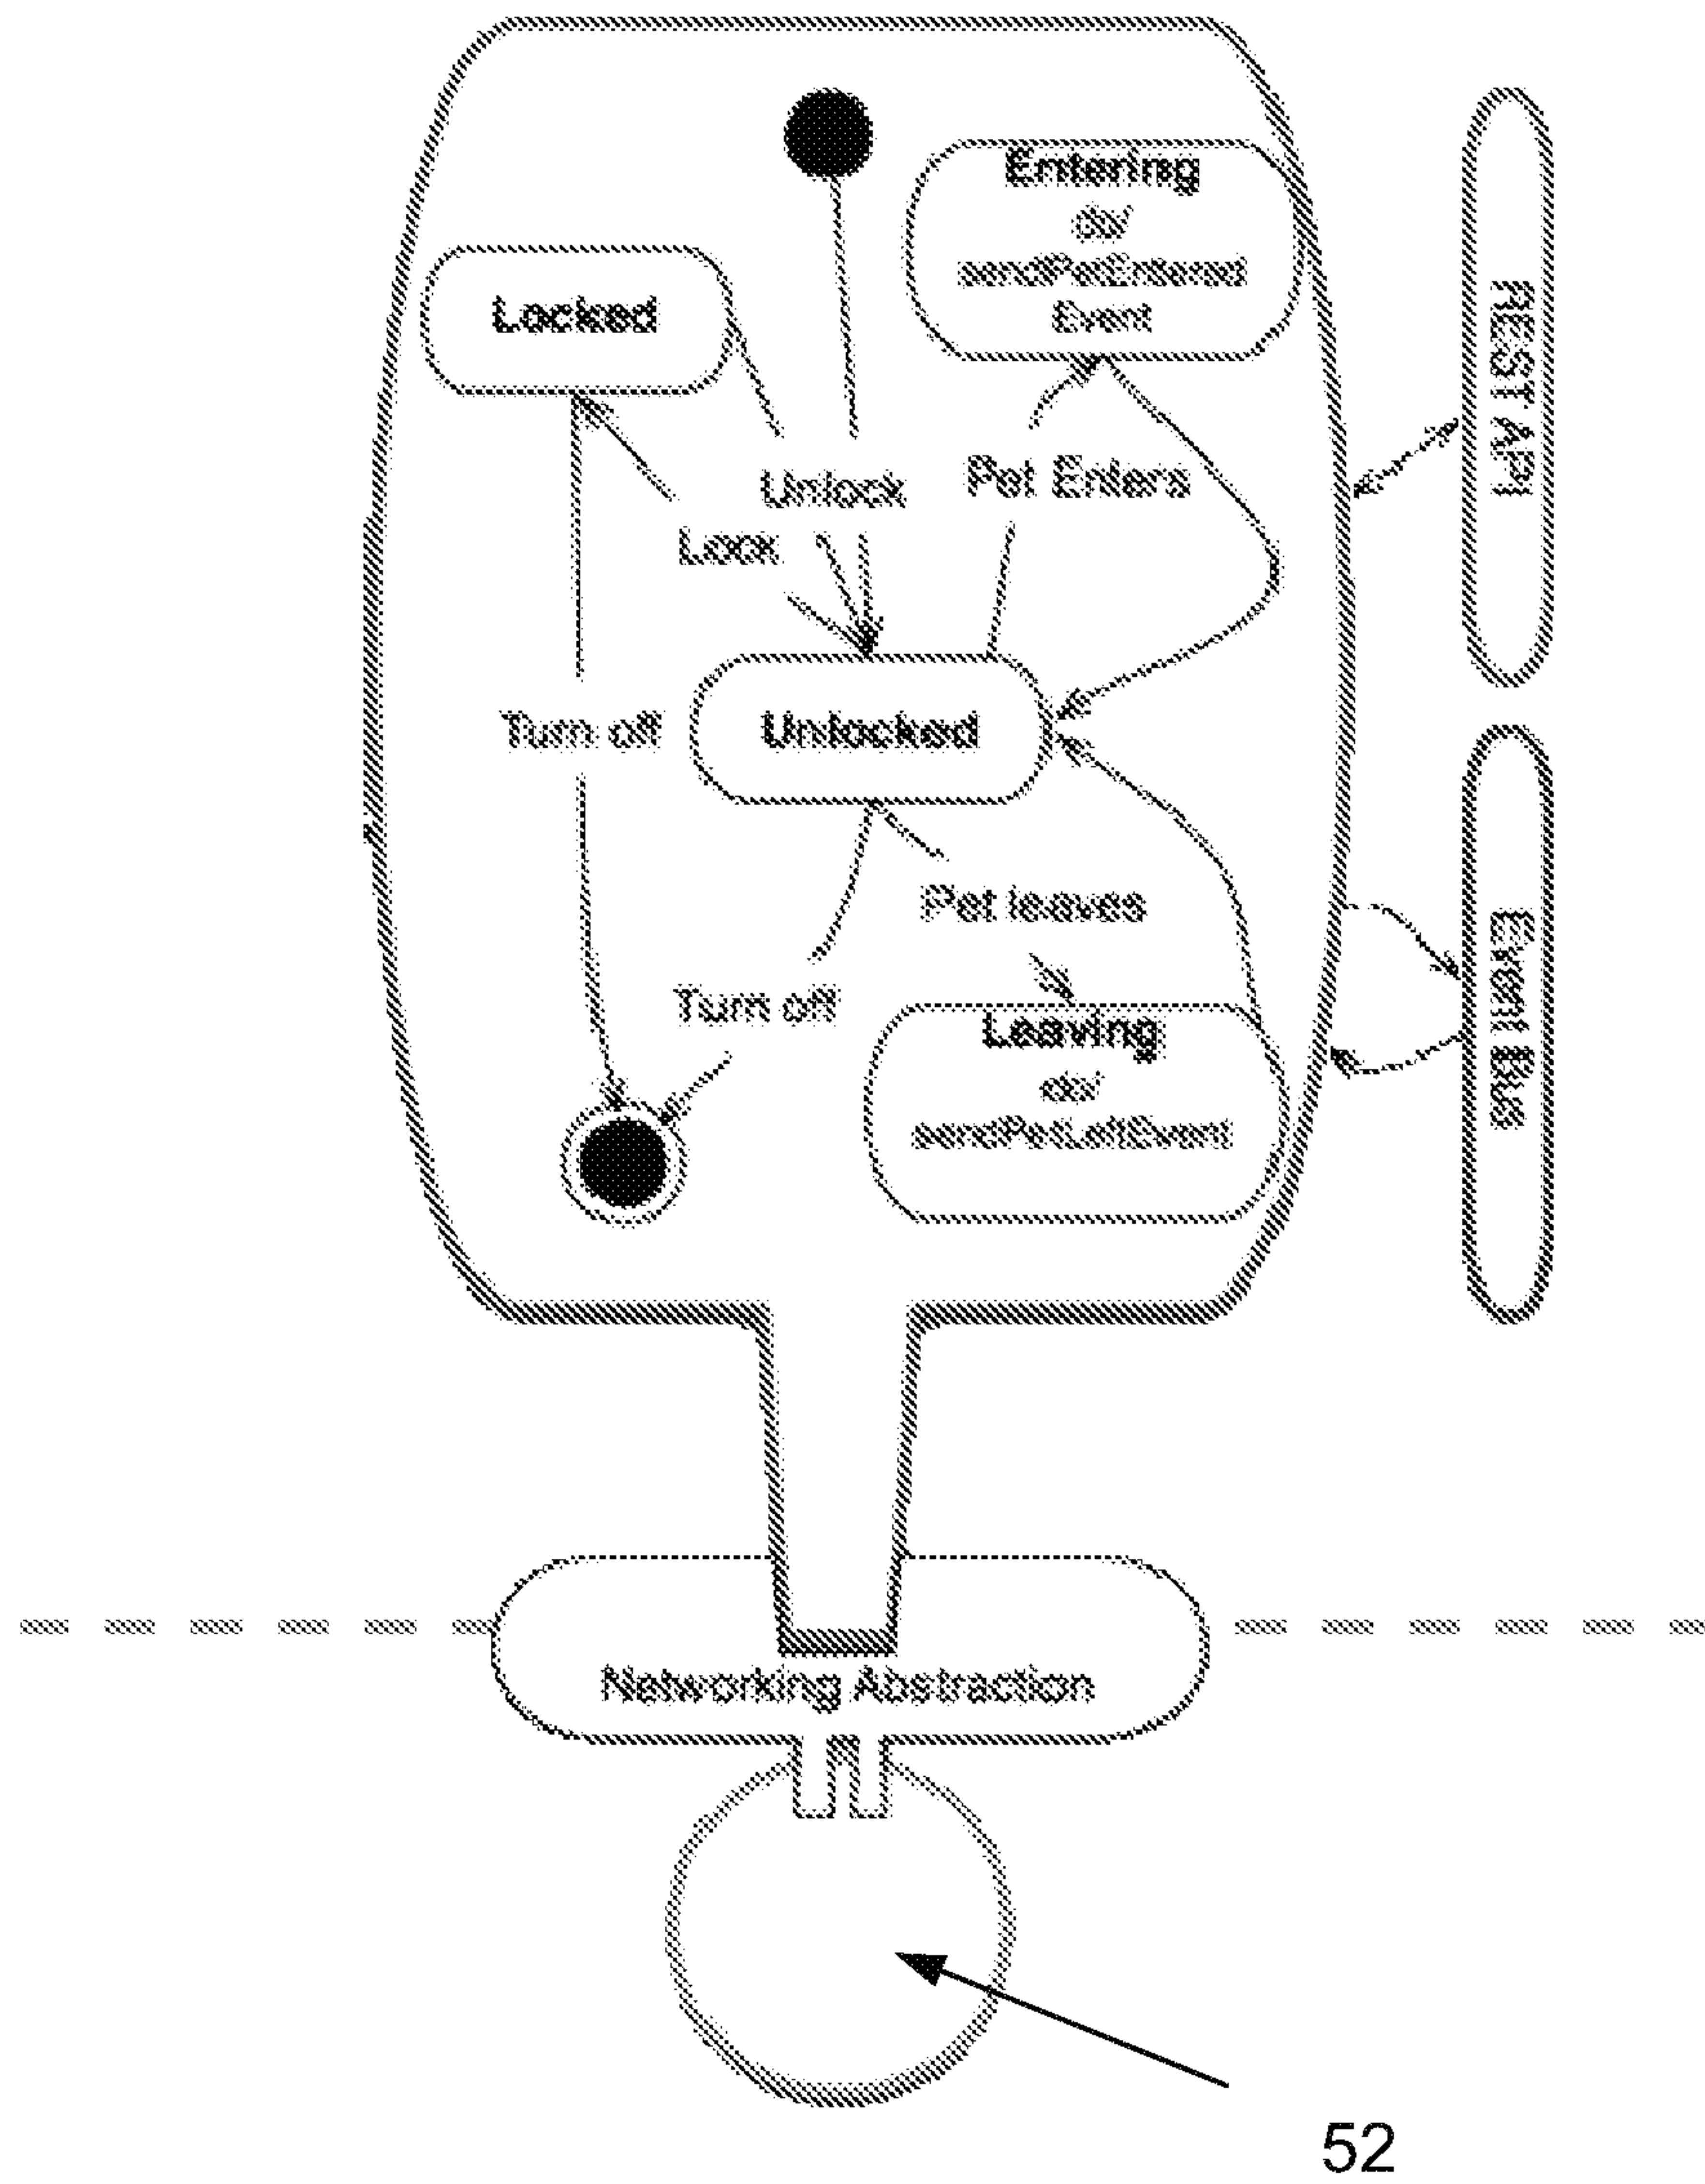 Entering
do/
sendPetEntered
Event
Locked
REST API
Unlock
Pet Enters
Lock
Turn off
Unlocked
Pet leaves
Event Bus
Turn off
Leaving
do/
sendPetLeftEvent
Networking Abstraction
52